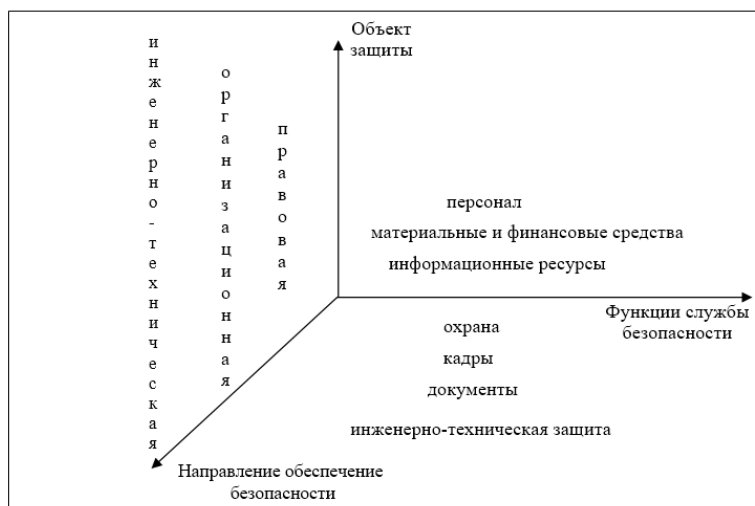 Объект
защиты
инженерно-техническая
организационная
правовая
персонал
материальные и финансовые средства
информационные ресурсы
Функции службы
безопасности
охрана
кадры
документы
инженерно-техническая защита
Направление обеспечение
безопасности